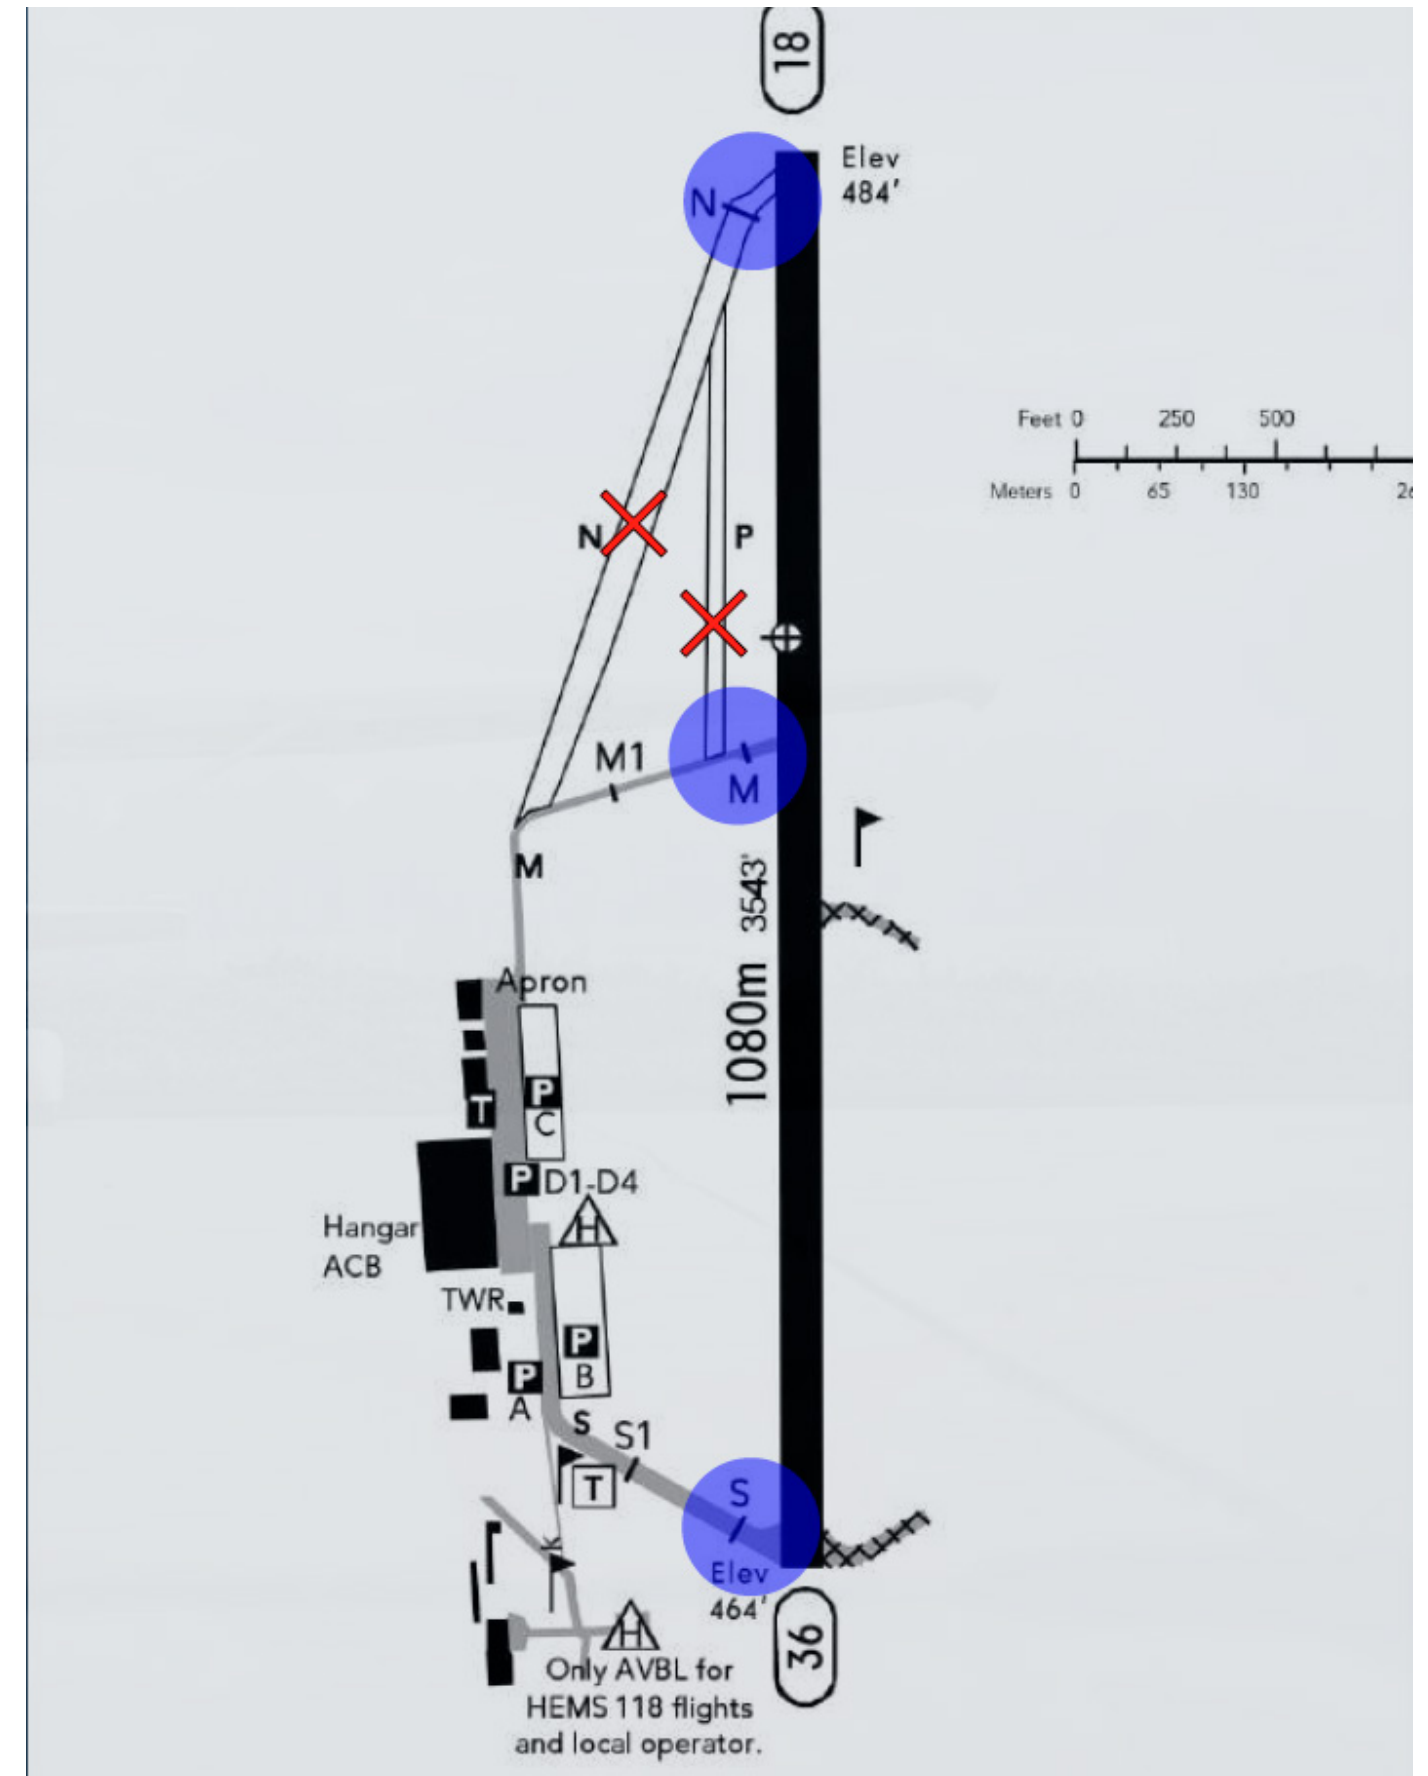 18
Elev
484'
N
Feet 0 250 500
Meters 0 65 130
N
P
M1
M
M
3543'
1080m
Apron
P
C
T
P D1-D4
H
Hangar
ACB
TWR
P
B
P
A
S
S1
T
S
K
Elev
464'
36
H
Only AVBL for
HEMS 118 flights
and local operator.